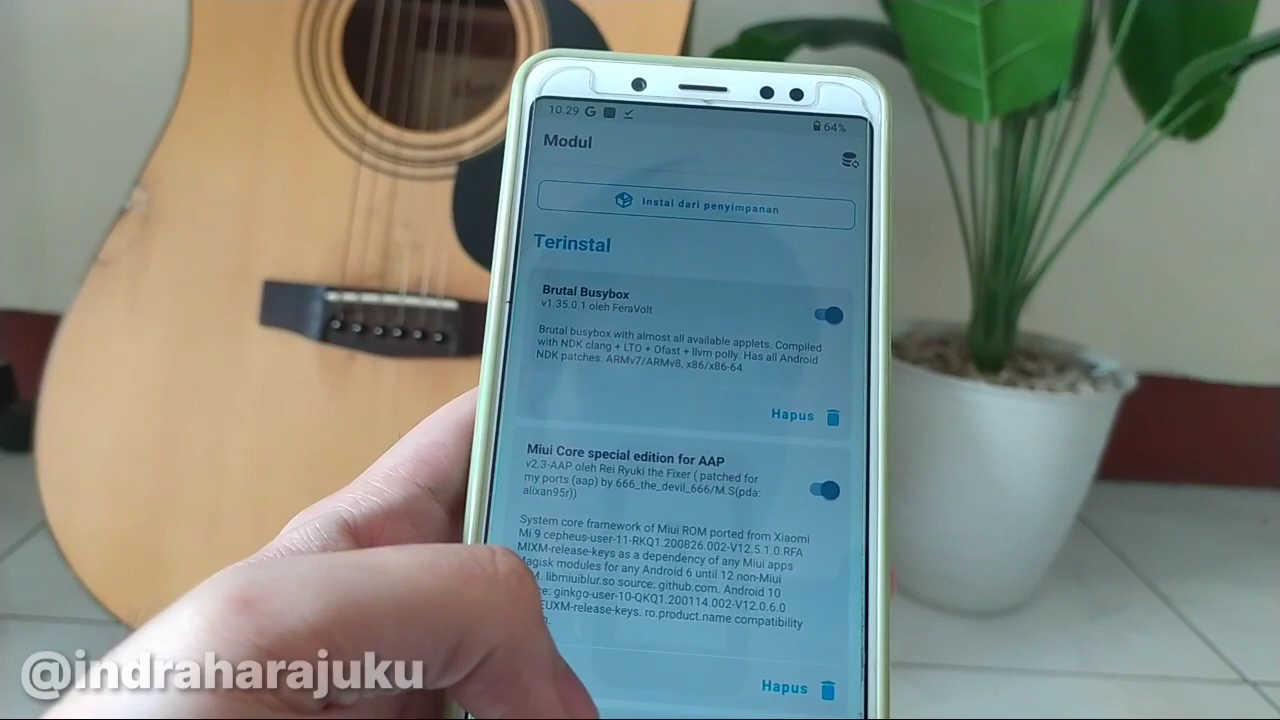 10.29
64%
Modul
Instal dari penyimpanan
Terinstal
Brutal Busybox
v1.35.0.1 oleh FeraVolt
Brutal busybox with almost all available applets. Compiled
with NDK clang + LTO + Ofast + llvm polly. Has all Android
NDK patches. ARMv7/ARMv8, x86/x86-64.
Hapus
Miui Core special edition for AAP
v2.3-AAP oleh Rei Ryuki the Fixer ( patched for
my ports (aap) by 666_the_devil_666/M.S(pda:
alixan95r))
System core framework of Miui ROM ported from Xiaomi
Mi 9 cepheus-user-11-RKQ1.200826.002-V12.5.1.0.RFA
MIXM-release-keys as a dependency of any Miui apps
Magisk modules for any Android 6 until 12 non-Miui
libmiuiblur.so source: github.com. Android 10
ginkgo-user-10-QKQ1.200114.002-V12.0.6.0
EUXM-release-keys. ro.product.name compatibility
Hapus
@indraharajuku